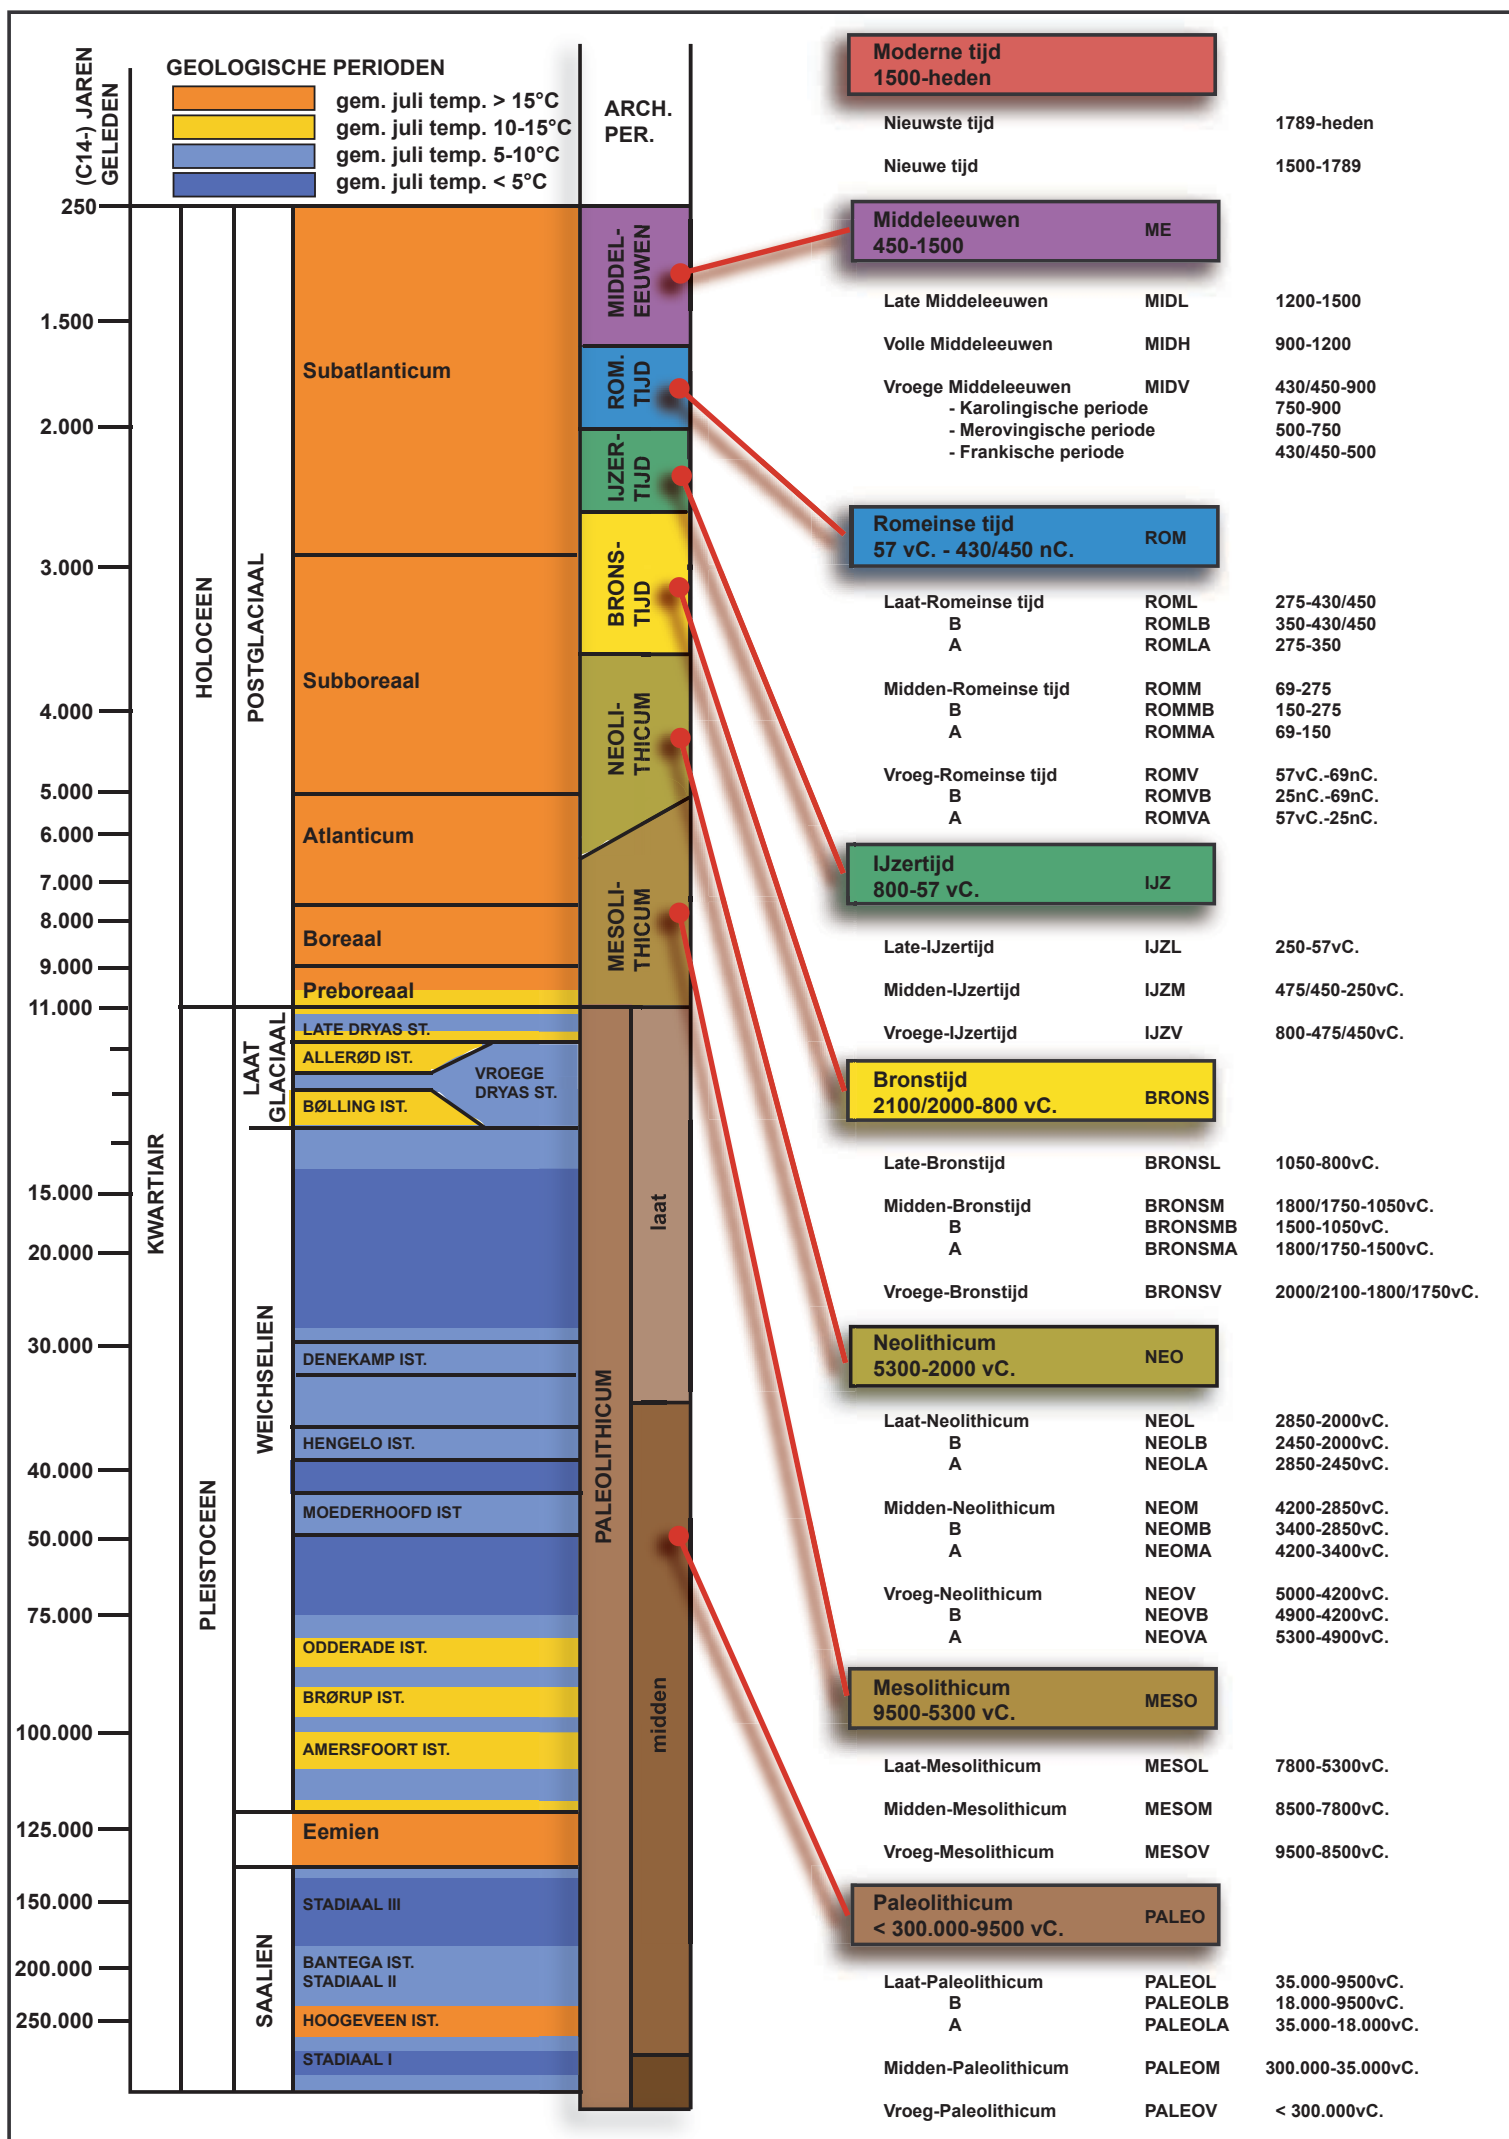 (C14-) JAREN
GELEDEN
GEOLOGISCHE PERIODEN
gem. juli temp. > 15°C
gem. juli temp. 10-15°C
gem. juli temp. 5-10°C
gem. juli temp. < 5°C
ARCH.
PER.
250
1.500
2.000
3.000
4.000
5.000
6.000
7.000
8.000
9.000
11.000
15.000
20.000
30.000
40.000
50.000
75.000
100.000
125.000
150.000
200.000
250.000
KWARTIAIR
HOLOCEEN
PLEISTOCEEN
POSTGLACIAAL
LAAT
GLACIAAL
WEICHSELIEN
SAALIEN
Subatlanticum
Subboreaal
Atlanticum
Boreaal
Preboreaal
LATE DRYAS ST.
ALLERØD IST.
VROEGE
DRYAS ST.
BØLLING IST.
DENEKAMP IST.
HENGELO IST.
MOEDERHOOFD IST
ODDERADE IST.
BRØRUP IST.
AMERSFOORT IST.
Eemien
STADIAAL III
BANTEGA IST.
STADIAAL II
HOOGEVEEN IST.
STADIAAL I
MIDDEL-
EEUWEN
ROM.
TIJD
IJZER-
TIJD
BRONS-
TIJD
NEOLI-
THICUM
MESOLI-
THICUM
PALEOLITHICUM
laat
midden
Moderne tijd
1500-heden
Nieuwste tijd 1789-heden
Nieuwe tijd 1500-1789
Middeleeuwen ME
450-1500
Late Middeleeuwen MIDL 1200-1500
Volle Middeleeuwen MIDH 900-1200
Vroege Middeleeuwen MIDV 430/450-900
- Karolingische periode 750-900
- Merovingische periode 500-750
- Frankische periode 430/450-500
Romeinse tijd ROM
57 vC. - 430/450 nC.
Laat-Romeinse tijd ROML 275-430/450
B ROMLB 350-430/450
A ROMLA 275-350
Midden-Romeinse tijd ROMM 69-275
B ROMMB 150-275
A ROMMA 69-150
Vroeg-Romeinse tijd ROMV 57vC.-69nC.
B ROMVB 25nC.-69nC.
A ROMVA 57vC.-25nC.
IJzertijd IJZ
800-57 vC.
Late-IJzertijd IJZL 250-57vC.
Midden-IJzertijd IJZM 475/450-250vC.
Vroege-IJzertijd IJZV 800-475/450vC.
Bronstijd BRONS
2100/2000-800 vC.
Late-Bronstijd BRONSL 1050-800vC.
Midden-Bronstijd BRONSM 1800/1750-1050vC.
B BRONSMB 1500-1050vC.
A BRONSMA 1800/1750-1500vC.
Vroege-Bronstijd BRONSV 2000/2100-1800/1750vC.
Neolithicum NEO
5300-2000 vC.
Laat-Neolithicum NEOL 2850-2000vC.
B NEOLB 2450-2000vC.
A NEOLA 2850-2450vC.
Midden-Neolithicum NEOM 4200-2850vC.
B NEOMB 3400-2850vC.
A NEOMA 4200-3400vC.
Vroeg-Neolithicum NEOV 5000-4200vC.
B NEOVB 4900-4200vC.
A NEOVA 5300-4900vC.
Mesolithicum MESO
9500-5300 vC.
Laat-Mesolithicum MESOL 7800-5300vC.
Midden-Mesolithicum MESOM 8500-7800vC.
Vroeg-Mesolithicum MESOV 9500-8500vC.
Paleolithicum PALEO
< 300.000-9500 vC.
Laat-Paleolithicum PALEOL 35.000-9500vC.
B PALEOLB 18.000-9500vC.
A PALEOLA 35.000-18.000vC.
Midden-Paleolithicum PALEOM 300.000-35.000vC.
Vroeg-Paleolithicum PALEOV < 300.000vC.